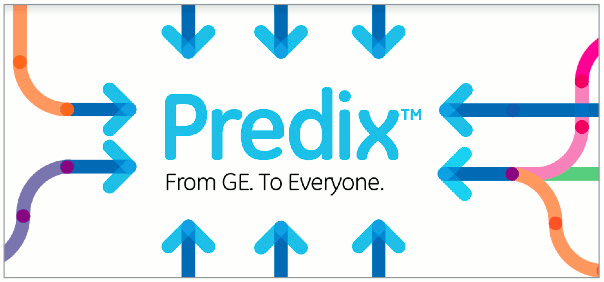 Predix™
From GE. To Everyone.